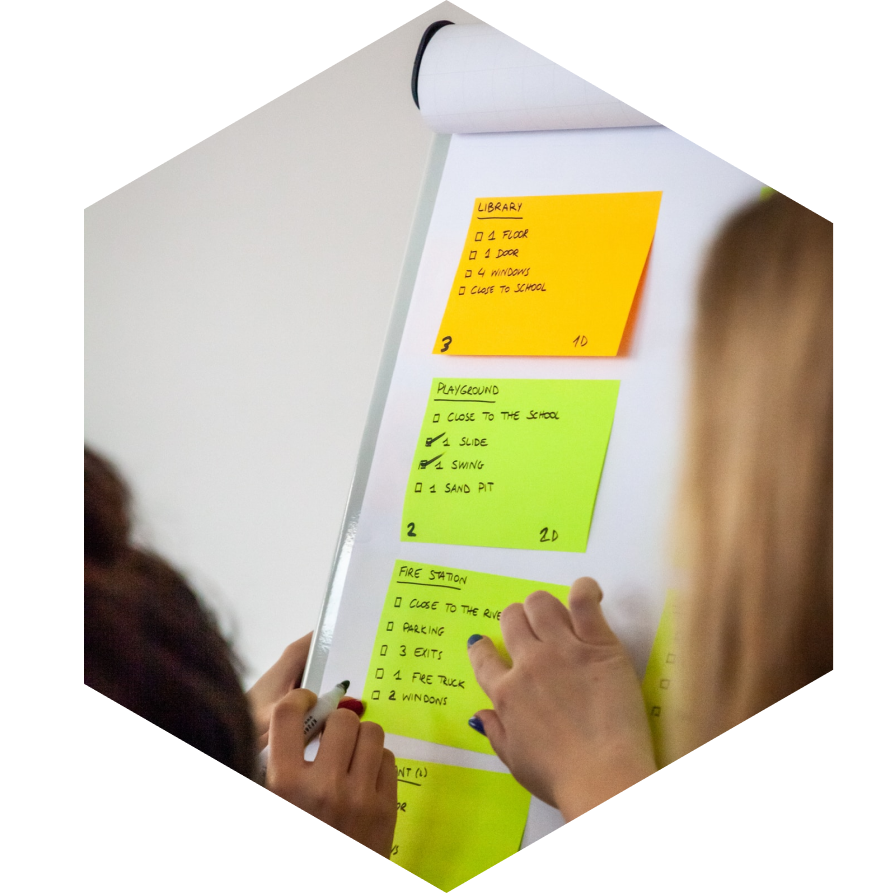 LIBRARY
1 FLOOR
1 DOOR
4 WINDOWS
CLOSE TO SCHOOL
3 1D
PLAYGROUND
CLOSE TO THE SCHOOL
1 SLIDE
1 SWING
1 SAND PIT
2 2D
FIRE STATION
CLOSE TO THE
PARKING
3 EXITS
1 FIRE TRUCK
2 WINDOWS